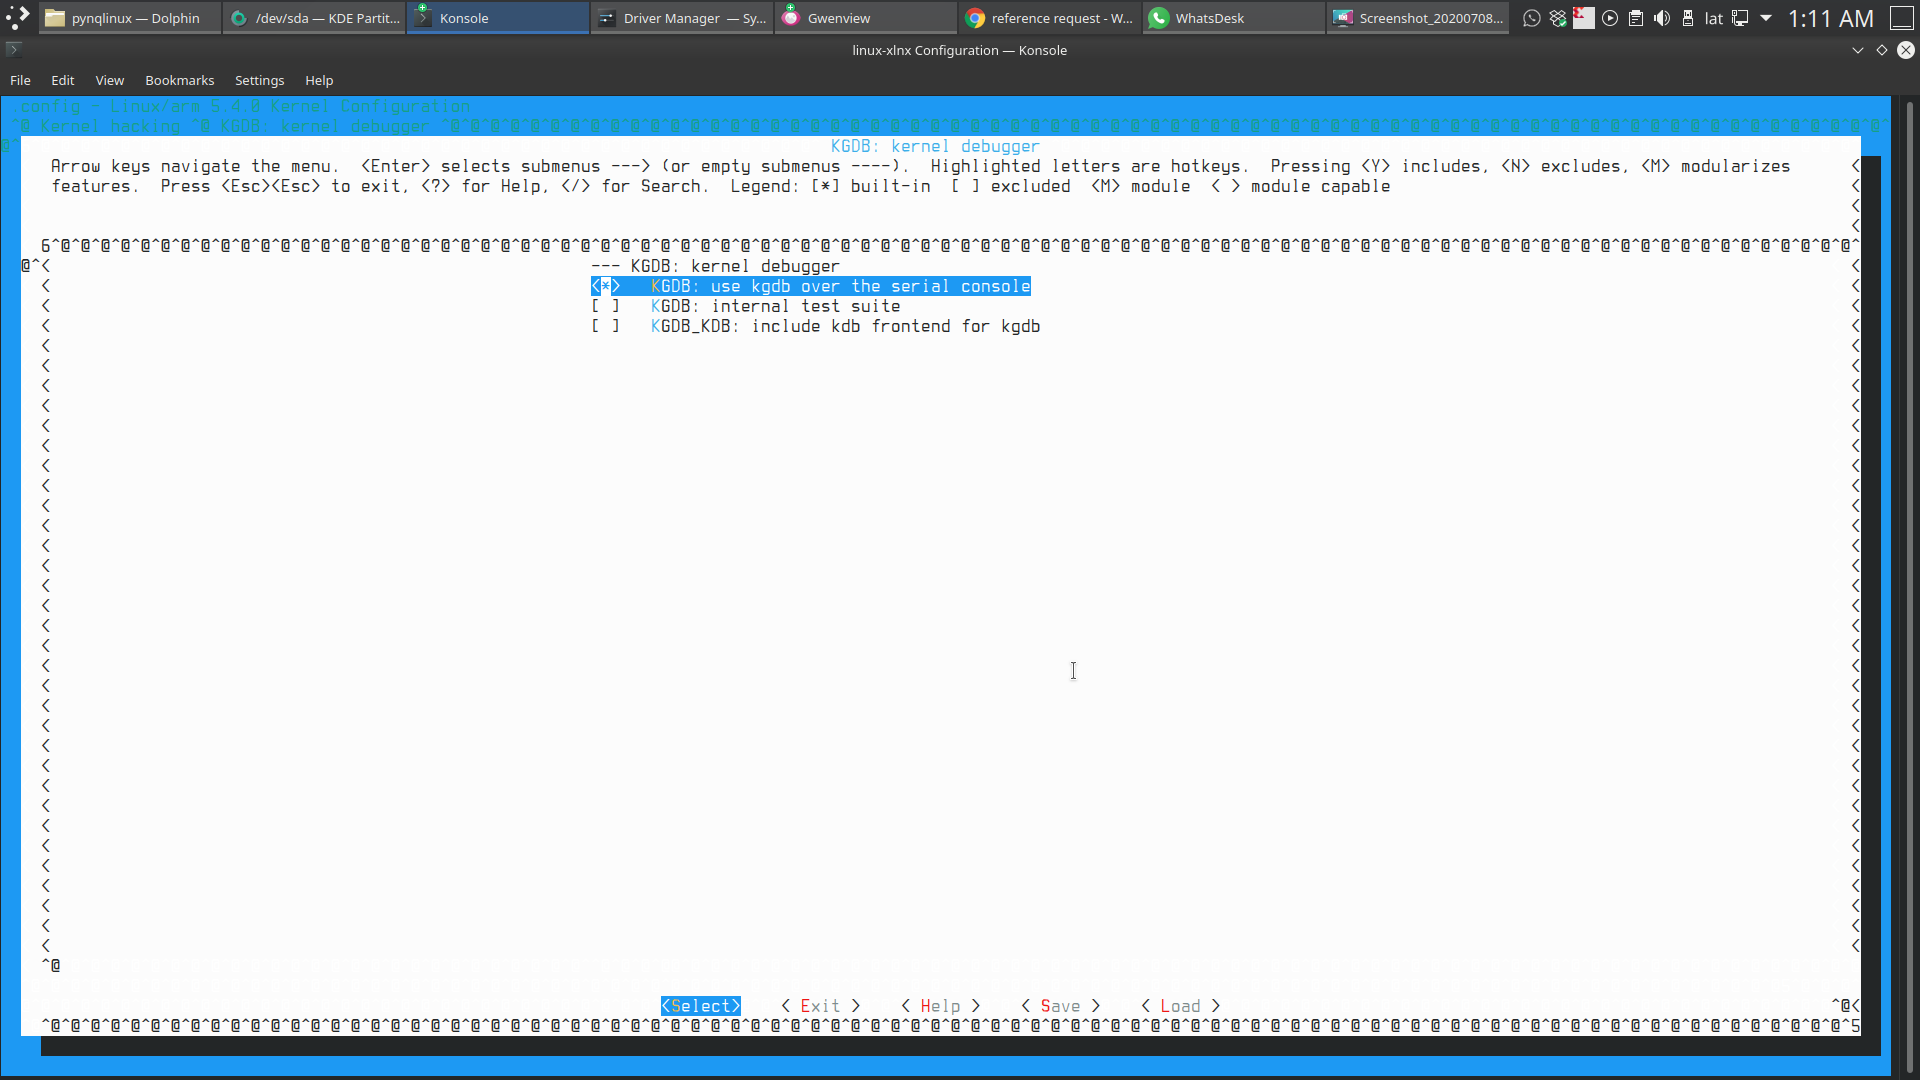 pynqlinux — Dolphin
/dev/sda — KDE Partit...
Konsole
Driver Manager — Sy...
Gwenview
reference request - W...
WhatsDesk
Screenshot_20200708...
lat
1:11 AM
linux-xlnx Configuration — Konsole
File Edit View Bookmarks Settings Help
.config - Linux/arm 5.4.0 Kernel Configuration
^@ Kernel hacking ^@ KGDB: kernel debugger
KGDB: kernel debugger
Arrow keys navigate the menu. <Enter> selects submenus ---> (or empty submenus ----). Highlighted letters are hotkeys. Pressing <Y> includes, <N> excludes, <M> modularizes
features. Press <Esc><Esc> to exit, <?> for Help, </> for Search. Legend: [*] built-in [ ] excluded <M> module < > module capable
--- KGDB: kernel debugger
<*> KGDB: use kgdb over the serial console
[ ] KGDB: internal test suite
[ ] KGDB_KDB: include kdb frontend for kgdb
<Select> < Exit > < Help > < Save > < Load >